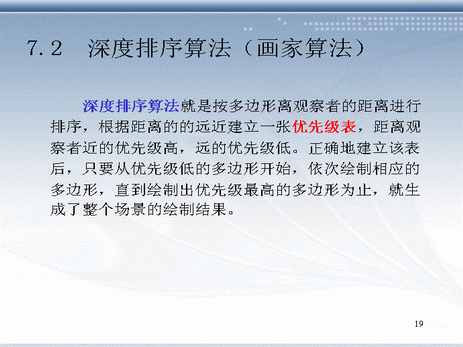 7.2 深度排序算法（画家算法）
深度排序算法就是按多边形离观察者的距离进行
排序，根据距离的的远近建立一张优先级表，距离观
察者近的优先级高，远的优先级低。正确地建立该表
后，只要从优先级低的多边形开始，依次绘制相应的
多边形，直到绘制出优先级最高的多边形为止，就生
成了整个场景的绘制结果。
19